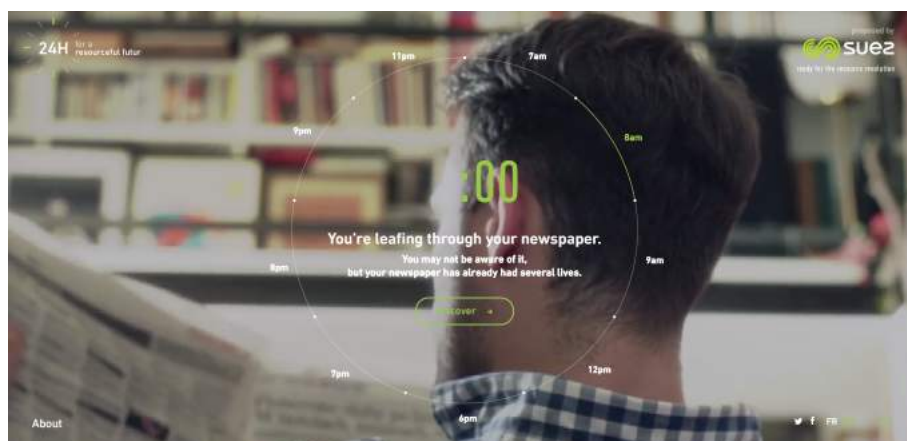 24H for a
resourceful futur
proposed by
suez
ready for the resource revolution
11pm
7am
9pm
8am
:00
You're leafing through your newspaper.
You may not be aware of it,
but your newspaper has already had several lives.
8pm
9am
7pm
12pm
6pm
About
FR